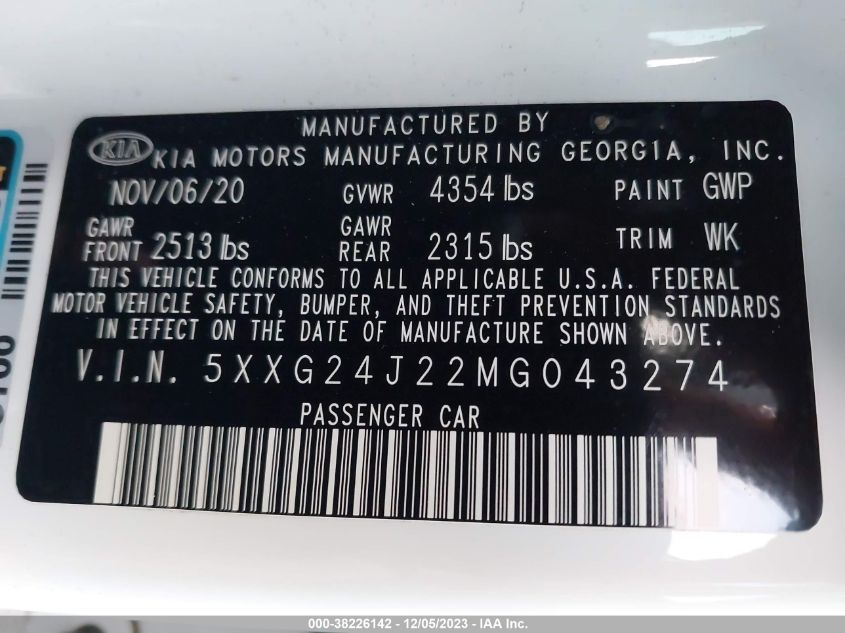 MANUFACTURED BY
KIA KIA MOTORS MANUFACTURING GEORGIA, INC.
NOV/06/20 GVWR 4354 lbs PAINT GWP
GAWR FRONT 2513 lbs GAWR REAR 2315 lbs TRIM WK
THIS VEHICLE CONFORMS TO ALL APPLICABLE U.S.A. FEDERAL
MOTOR VEHICLE SAFETY, BUMPER, AND THEFT PREVENTION STANDARDS
IN EFFECT ON THE DATE OF MANUFACTURE SHOWN ABOVE.
V.I.N. 5XXG24J22MG043274
PASSENGER CAR
000-38226142 - 12/05/2023 - IAA Inc.